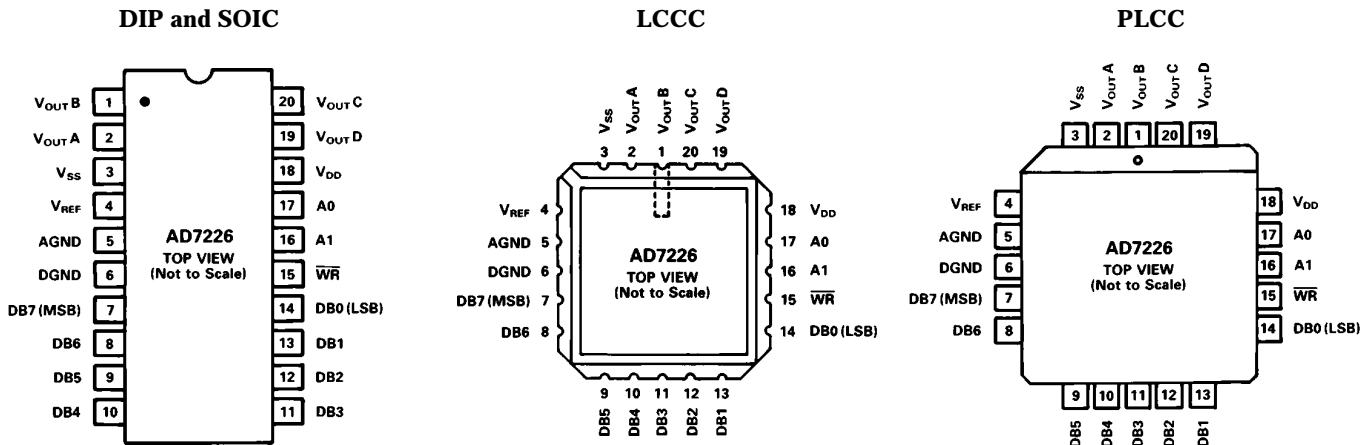 DIP and SOIC
VOUT B 1
VOUT A 2
VSS 3
VREF 4
AGND 5
DGND 6
DB7 (MSB) 7
DB6 8
DB5 9
DB4 10
AD7226
TOP VIEW
(Not to Scale)
20 VOUT C
19 VOUT D
18 VDD
17 A0
16 A1
15 W̅R̅
14 DB0 (LSB)
13 DB1
12 DB2
11 DB3
LCCC
VSS VOUT A VOUT B VOUT C VOUT D
3 2 1 20 19
VREF 4
AGND 5
DGND 6
DB7 (MSB) 7
DB6 8
AD7226
TOP VIEW
(Not to Scale)
18 VDD
17 A0
16 A1
15 W̅R̅
14 DB0 (LSB)
9 10 11 12 13
DB5 DB4 DB3 DB2 DB1
PLCC
VSS VOUT A VOUT B VOUT C VOUT D
3 2 1 20 19
VREF 4
AGND 5
DGND 6
DB7 (MSB) 7
DB6 8
AD7226
TOP VIEW
(Not to Scale)
18 VDD
17 A0
16 A1
15 W̅R̅
14 DB0 (LSB)
9 10 11 12 13
DB5 DB4 DB3 DB2 DB1